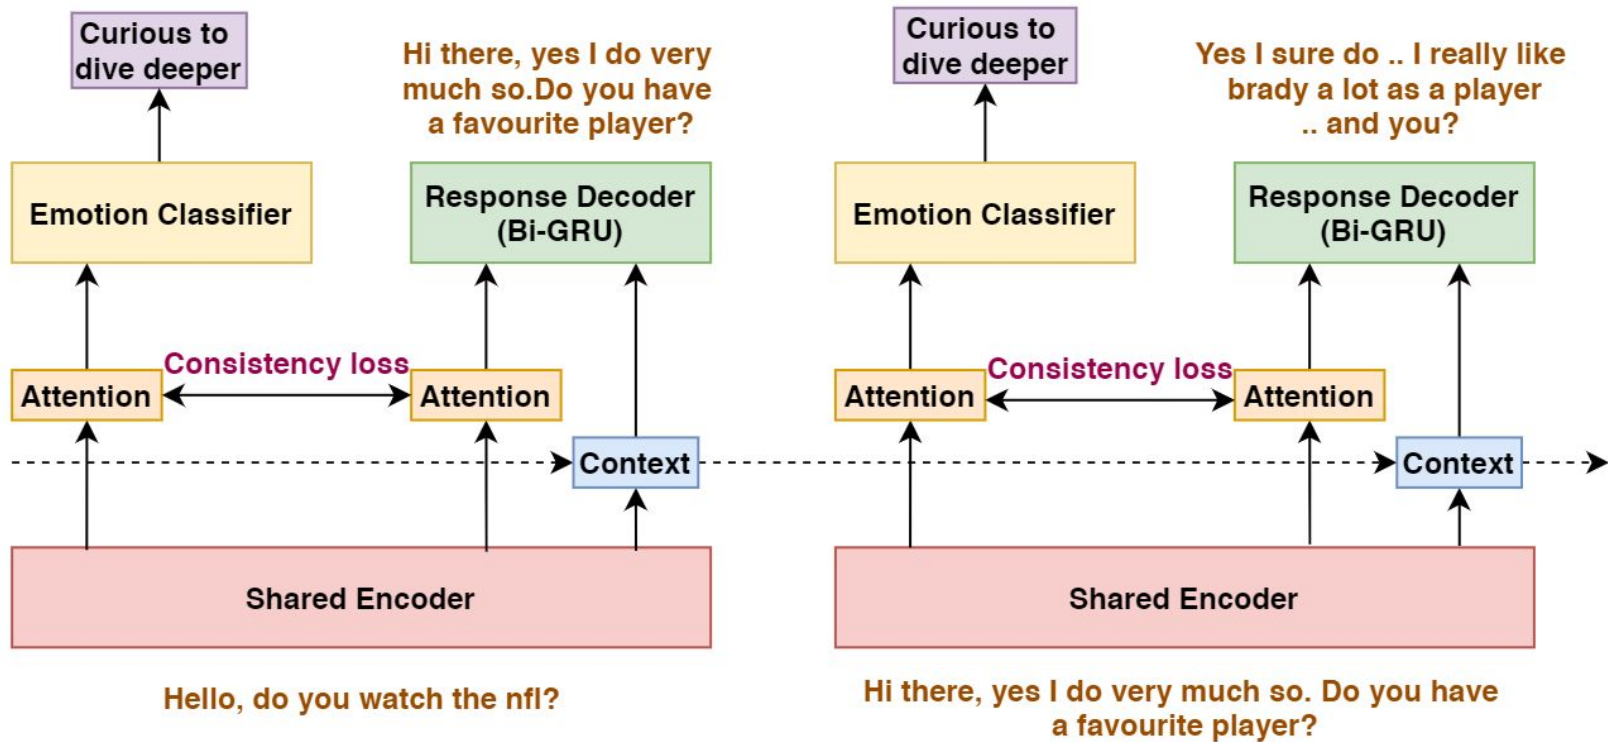 Curious to
dive deeper
Hi there, yes I do very
much so.Do you have
a favourite player?
Emotion Classifier
Response Decoder
(Bi-GRU)
Consistency loss
Attention
Attention
Context
Shared Encoder
Hello, do you watch the nfl?
Curious to
dive deeper
Yes I sure do .. I really like
brady a lot as a player
.. and you?
Emotion Classifier
Response Decoder
(Bi-GRU)
Consistency loss
Attention
Attention
Context
Shared Encoder
Hi there, yes I do very much so. Do you have
a favourite player?